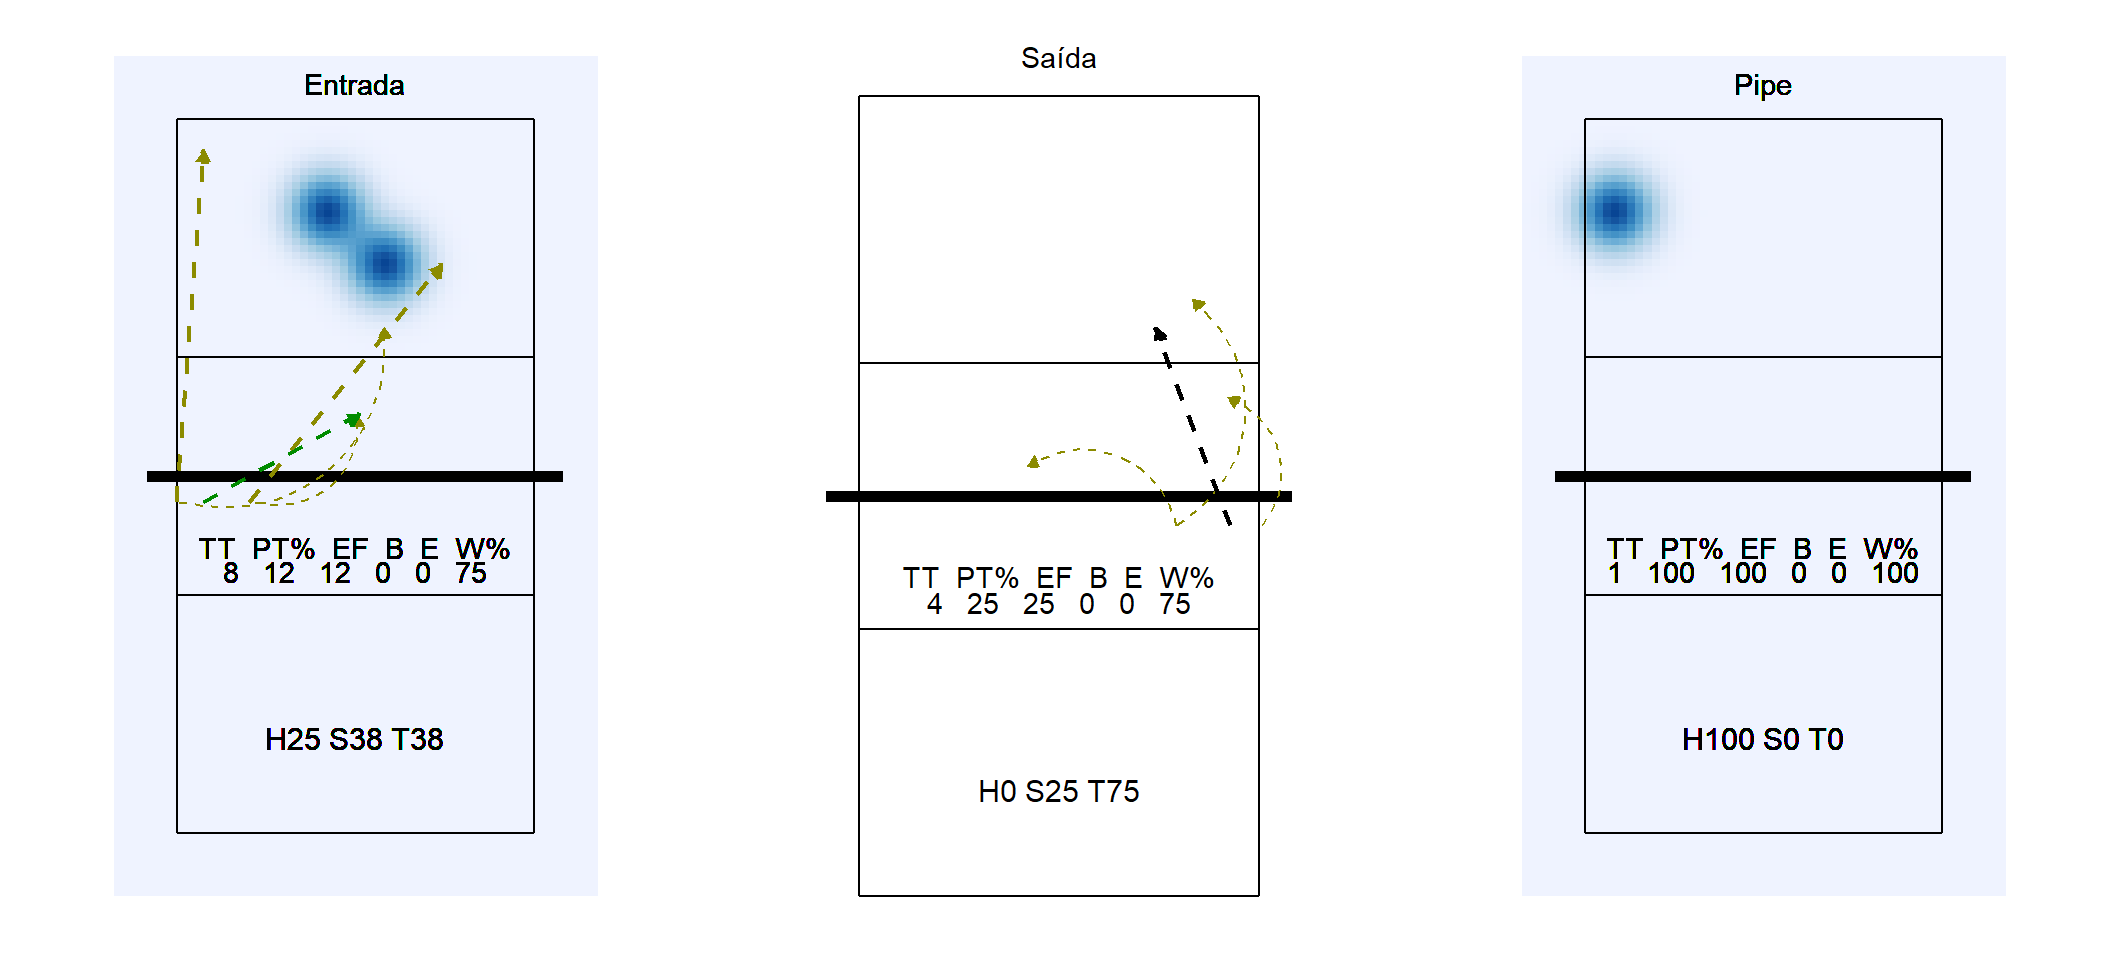 Entrada
TT PT% EF B E W%
8 12 12 0 0 75
H25 S38 T38
Saída
TT PT% EF B E W%
4 25 25 0 0 75
H0 S25 T75
Pipe
TT PT% EF B E W%
1 100 100 0 0 100
H100 S0 T0